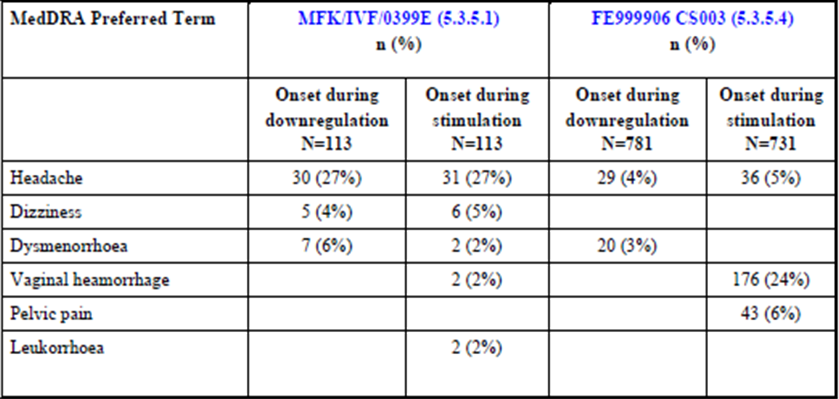 MedDRA Preferred Term MFK/IVF/0399E (5.3.5.1) FE999906 CS003 (5.3.5.4)
n (%) n (%)
Onset during Onset during Onset during Onset during
downregulation stimulation downregulation stimulation
N=113 N=113 N=781 N=731
Headache 30 (27%) 31 (27%) 29 (4%) 36 (5%)
Dizziness 5 (4%) 6 (5%)
Dysmenorrhoea 7 (6%) 2 (2%) 20 (3%)
Vaginal heamorrhage 2 (2%) 176 (24%)
Pelvic pain 43 (6%)
Leukorrhoea 2 (2%)